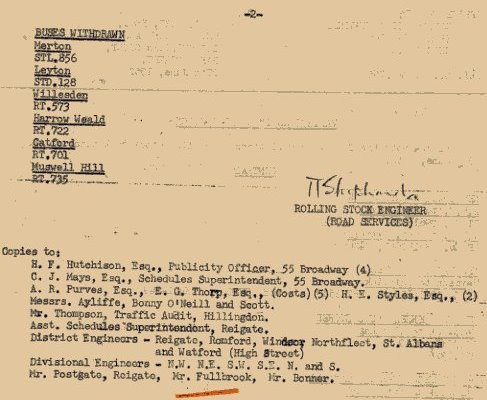 -2-
BUSES WITHDRAWN
Merton
STL.856
Leyton
STD.128
Willesden
RT.573
Harrow Weald
RT.722
Catford
RT.701
Muswell Hill
RT.735
ROLLING STOCK ENGINEER
(ROAD SERVICES)
Copies to;
H. F. Hutchison, Esq., Publicity Officer, 55 Broadway (4)
C. J. Mays, Esq., Schedules Superintendent, 55 Broadway.
A. R. Purves, Esq., E. G. Thorp, Esq., (Costs)(5) H. E. Styles, Esq., (2)
Messrs. Ayliffe, Bonny O'Neill and Scott.
Mr. Thompson, Traffic Audit, Hillingdon.
Asst. Schedules Superintendent, Reigate.
District Engineers - Reigate, Romford, Windsor Northfleet, St. Albans
and Watford (High Street)
Divisional Engineers - N.W. N.E. S.W. S.E. N. and S.
Mr. Postgate, Reigate, Mr. Fullbrook, Mr. Bonner.